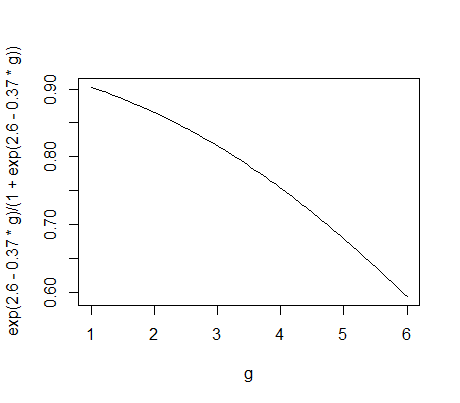 exp(2.6 - 0.37 * g)/(1 + exp(2.6 - 0.37 * g))
0.90
0.80
0.70
0.60
1 2 3 4 5 6
g